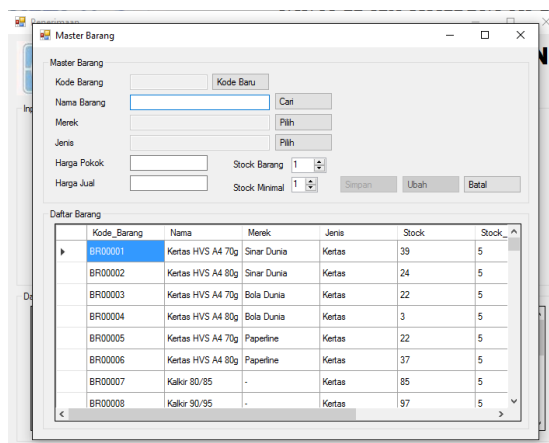 Penerimaan
Master Barang
Master Barang
Kode Barang Kode Baru
Nama Barang Cari
Merek Pilih
Jenis Pilih
Harga Pokok Stock Barang 1
Harga Jual Stock Minimal 1 Simpan Ubah Batal
Daftar Barang
Kode_Barang Nama Merek Jenis Stock Stock_
BR00001 Kertas HVS A4 70g Sinar Dunia Kertas 39 5
BR00002 Kertas HVS A4 80g Sinar Dunia Kertas 24 5
BR00003 Kertas HVS A4 70g Bola Dunia Kertas 22 5
BR00004 Kertas HVS A4 80g Bola Dunia Kertas 3 5
BR00005 Kertas HVS A4 70g Paperline Kertas 22 5
BR00006 Kertas HVS A4 80g Paperline Kertas 37 5
BR00007 Kalkir 80/85 - Kertas 85 5
BR00008 Kalkir 90/95 - Kertas 97 5